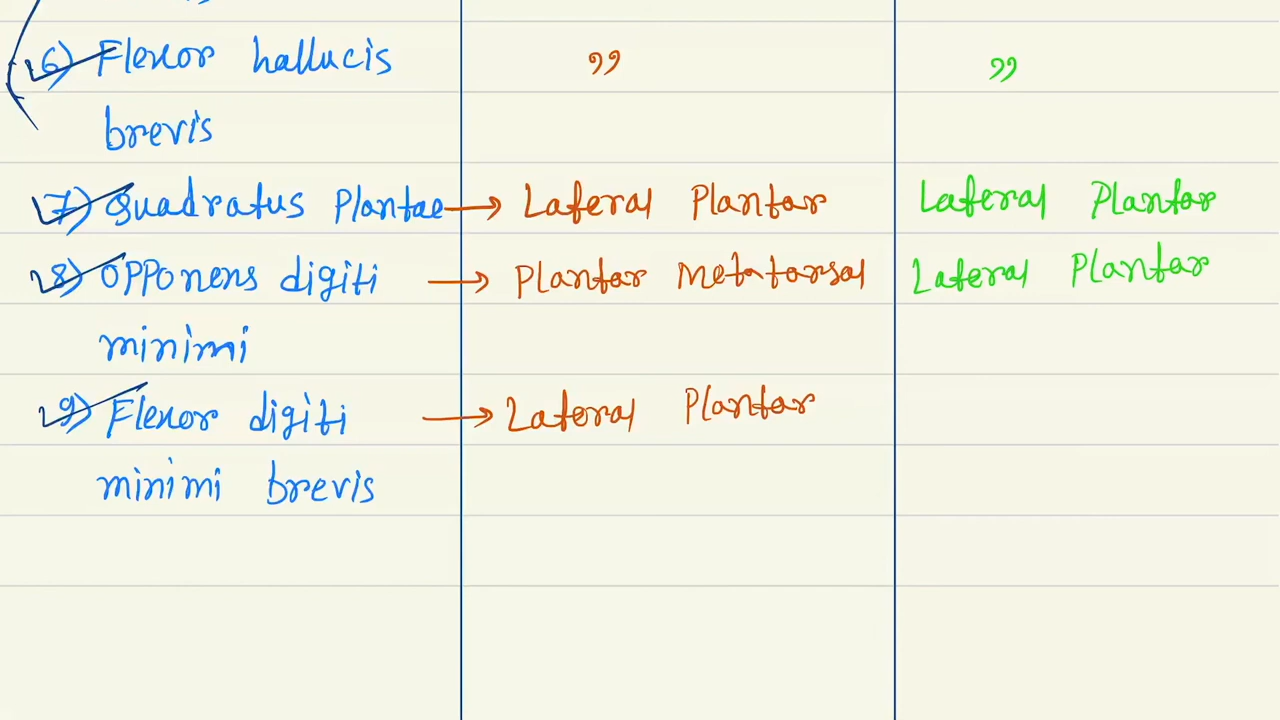 6) Flexor hallucis ,, ,,
brevis
7) Quadratus Plantae → Lateral Plantar Lateral Plantar
8) Opponens digiti → Plantar Metatarsal Lateral Plantar
minimi
9) Flexor digiti → Lateral Plantar
minimi brevis